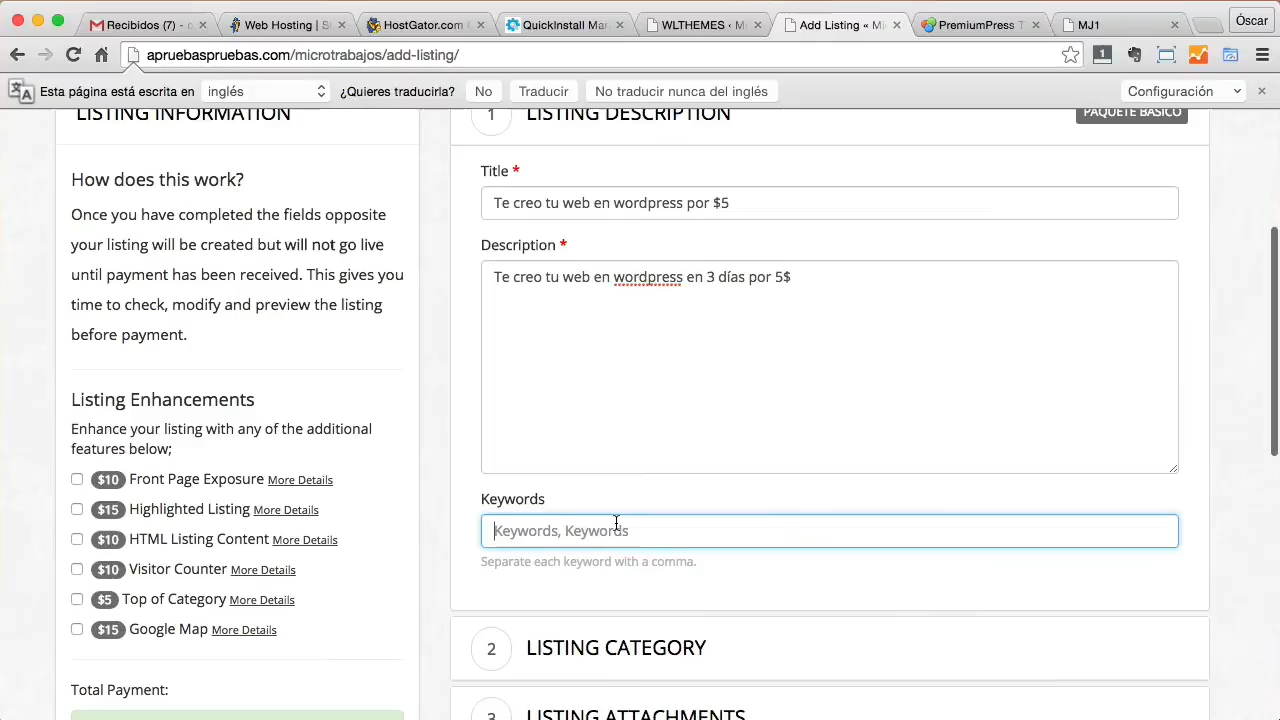 Recibidos (7) - o
Web Hosting | S
HostGator.com C
QuickInstall Man
WLTHEMES « M
Add Listing « Mi
PremiumPress T
MJ1
Óscar
apruebaspruebas.com/microtrabajos/add-listing/
1
Esta página está escrita en
inglés
¿Quieres traducirla?
No
Traducir
No traducir nunca del inglés
Configuración
LISTING INFORMATION
How does this work?
Once you have completed the fields opposite
your listing will be created but will not go live
until payment has been received. This gives you
time to check, modify and preview the listing
before payment.
Listing Enhancements
Enhance your listing with any of the additional
features below;
$10 Front Page Exposure More Details
$15 Highlighted Listing More Details
$10 HTML Listing Content More Details
$10 Visitor Counter More Details
$5 Top of Category More Details
$15 Google Map More Details
Total Payment:
1 LISTING DESCRIPTION
PAQUETE BÁSICO
Title *
Te creo tu web en wordpress por $5
Description *
Te creo tu web en wordpress en 3 días por 5$
Keywords
Keywords, Keywords
Separate each keyword with a comma.
2 LISTING CATEGORY
3 LISTING ATTACHMENTS